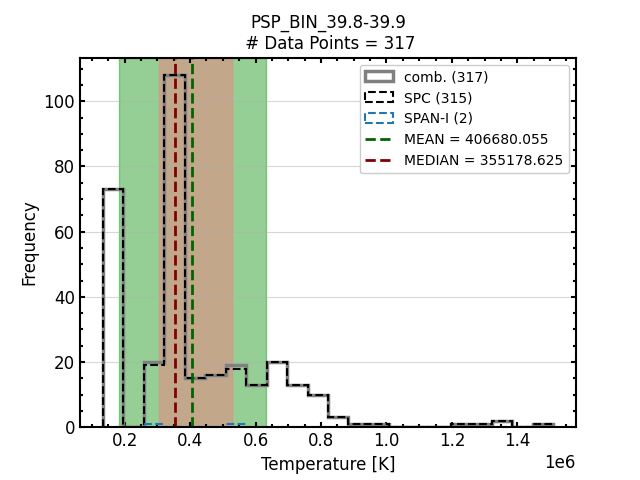 PSP_BIN_39.8-39.9
# Data Points = 317
comb. (317)
SPC (315)
SPAN-I (2)
MEAN = 406680.055
MEDIAN = 355178.625
Frequency
100
80
60
40
20
0
0.2 0.4 0.6 0.8 1.0 1.2 1.4
Temperature [K]
1e6